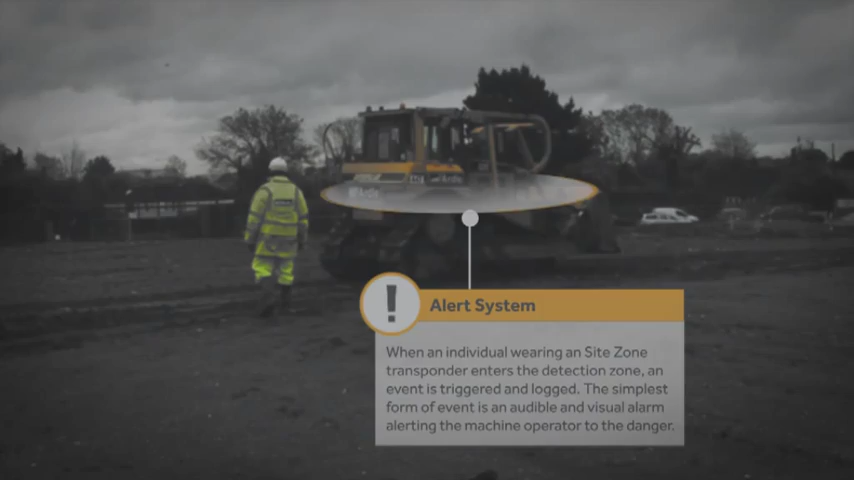 !
Alert System
When an individual wearing an Site Zone
transponder enters the detection zone, an
event is triggered and logged. The simplest
form of event is an audible and visual alarm
alerting the machine operator to the danger.